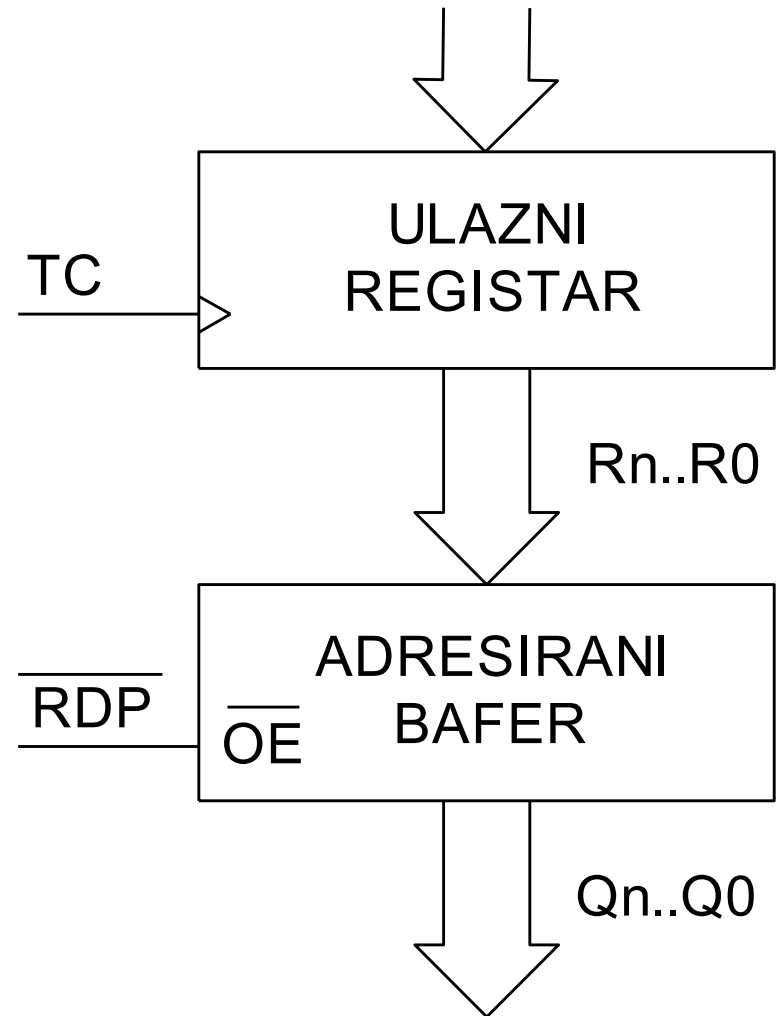 ULAZNI
REGISTAR
TC
Rn..R0
ADRESIRANI
BAFER
RDP
OE
Qn..Q0